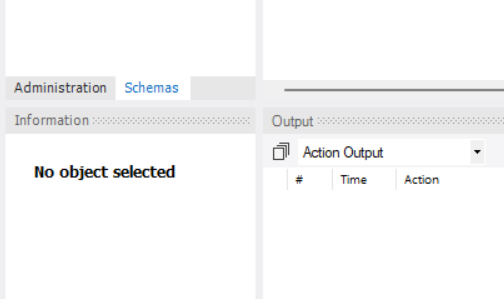 Administration Schemas
Information
No object selected
Output
Action Output
# Time Action